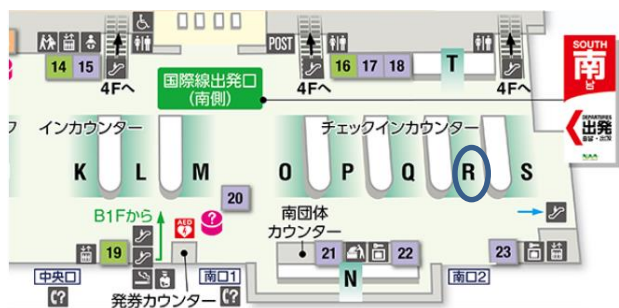 POST
14 15
16 17 18
T
4Fへ
4Fへ
4Fへ
国際線出発口
(南側)
SOUTH
南
DEPARTURES
出発
インカウンター
チェックインカウンター
K L M O P Q R S
20
B1Fから
AED
南団体
カウンター
19
21
22
23
中央口
発券カウンター
南口1
N
南口2